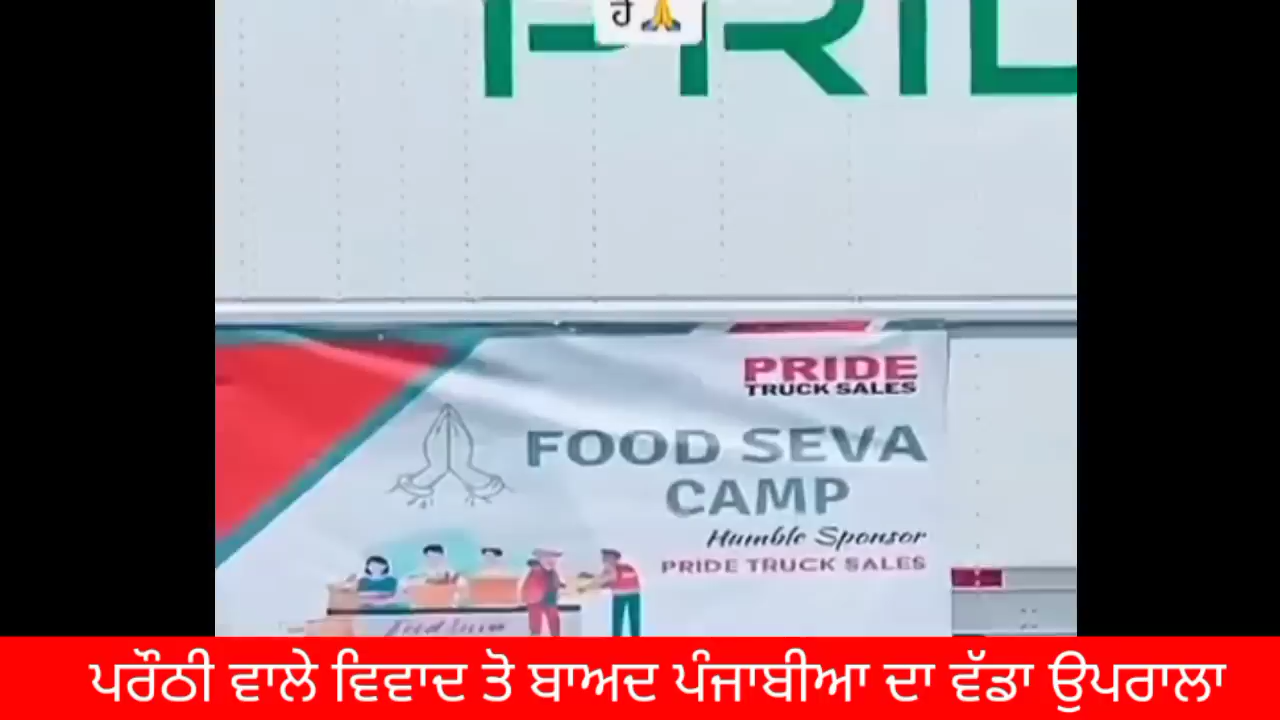 ਹੈ 🙏
PRID
PRIDE
TRUCK SALES
FOOD SEVA
CAMP
Humble Sponsor
PRIDE TRUCK SALES
ਪਰੌਠੀ ਵਾਲੇ ਵਿਵਾਦ ਤੋ ਬਾਅਦ ਪੰਜਾਬੀਆ ਦਾ ਵੱਡਾ ਉਪਰਾਲਾ